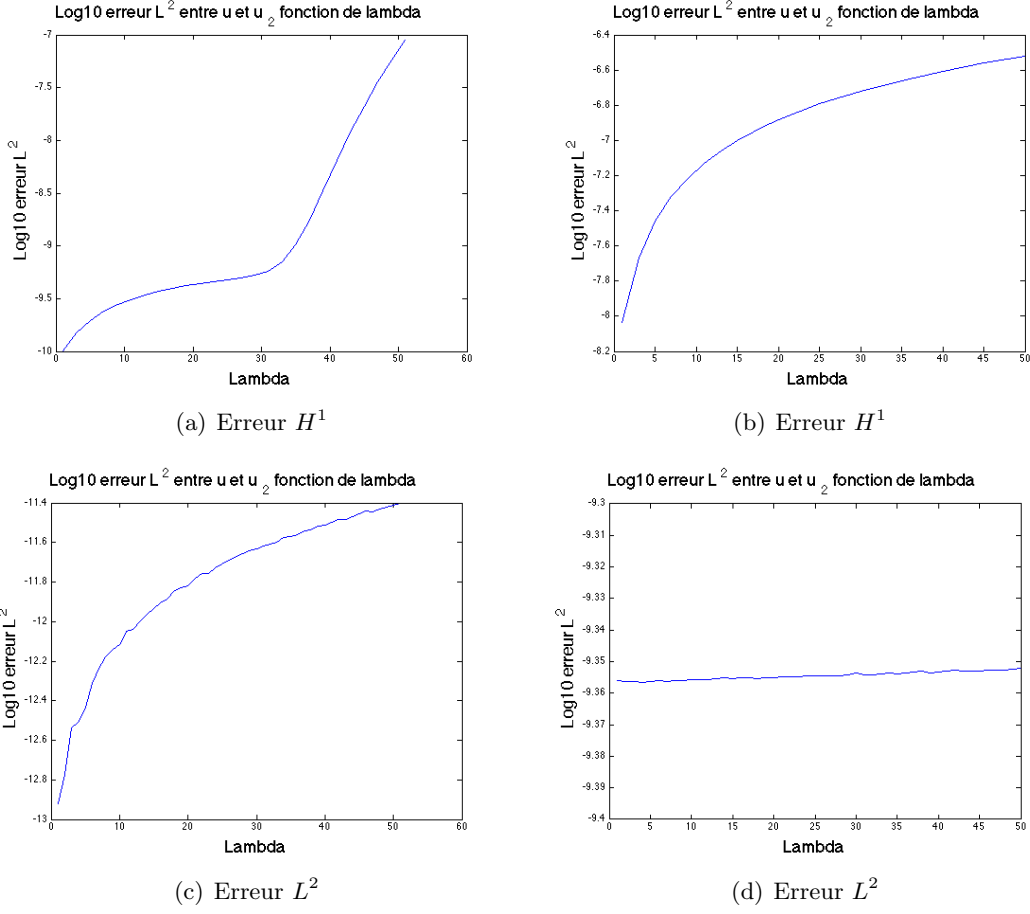 Log10 erreur L 2 entre u et u 2 fonction de lambda
Log10 erreur L 2 entre u et u 2 fonction de lambda
-7
-7.5
-8
-8.5
-9
-9.5
-10
Log10 erreur L 2
0 10 20 30 40 50 60
Lambda
-6.4
-6.6
-6.8
-7
-7.2
-7.4
-7.6
-7.8
-8
-8.2
Log10 erreur L 2
0 5 10 15 20 25 30 35 40 45 50
Lambda
(a) Erreur H1
(b) Erreur H1
Log10 erreur L 2 entre u et u 2 fonction de lambda
Log10 erreur L 2 entre u et u 2 fonction de lambda
-11.4
-11.6
-11.8
-12
-12.2
-12.4
-12.6
-12.8
-13
Log10 erreur L 2
0 10 20 30 40 50 60
Lambda
-9.3
-9.31
-9.32
-9.33
-9.34
-9.35
-9.36
-9.37
-9.38
-9.39
-9.4
Log10 erreur L 2
0 5 10 15 20 25 30 35 40 45 50
Lambda
(c) Erreur L2
(d) Erreur L2